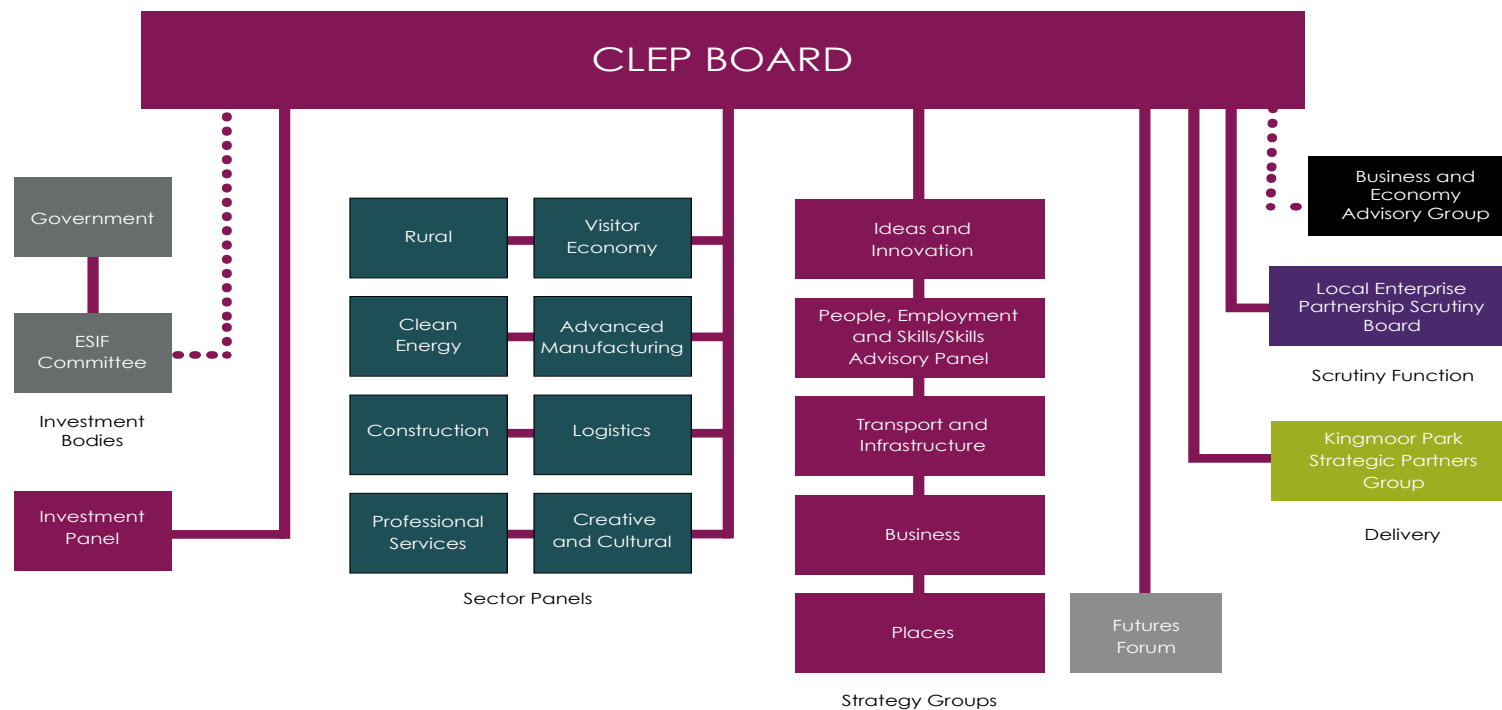 CLEP BOARD
Government
ESIF
Committee
Investment
Bodies
Investment
Panel
Rural
Visitor
Economy
Clean
Energy
Advanced
Manufacturing
Construction
Logistics
Professional
Services
Creative
and Cultural
Sector Panels
Ideas and
Innovation
People, Employment
and Skills/Skills
Advisory Panel
Transport and
Infrastructure
Business
Places
Strategy Groups
Futures
Forum
Business and
Economy
Advisory Group
Local Enterprise
Partnership Scrutiny
Board
Scrutiny Function
Kingmoor Park
Strategic Partners
Group
Delivery